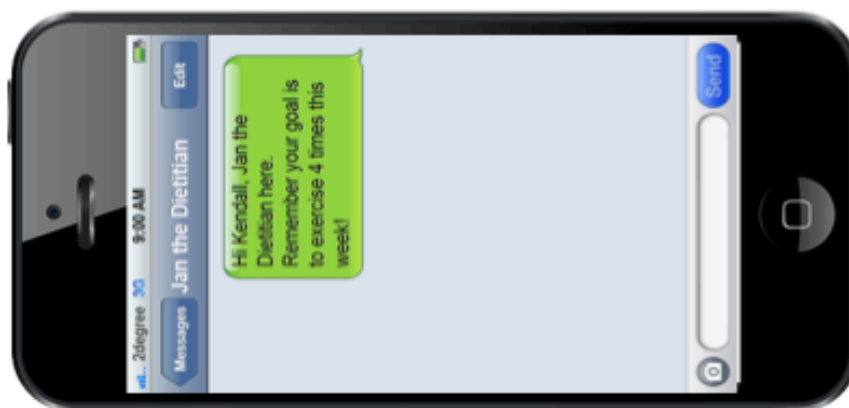 2degree 3G 9:00 AM
Messages Jan the Dietitian Edit
Hi Kendall, Jan the
Dietitian here.
Remember your goal is
to exercise 4 times this
week!
Send